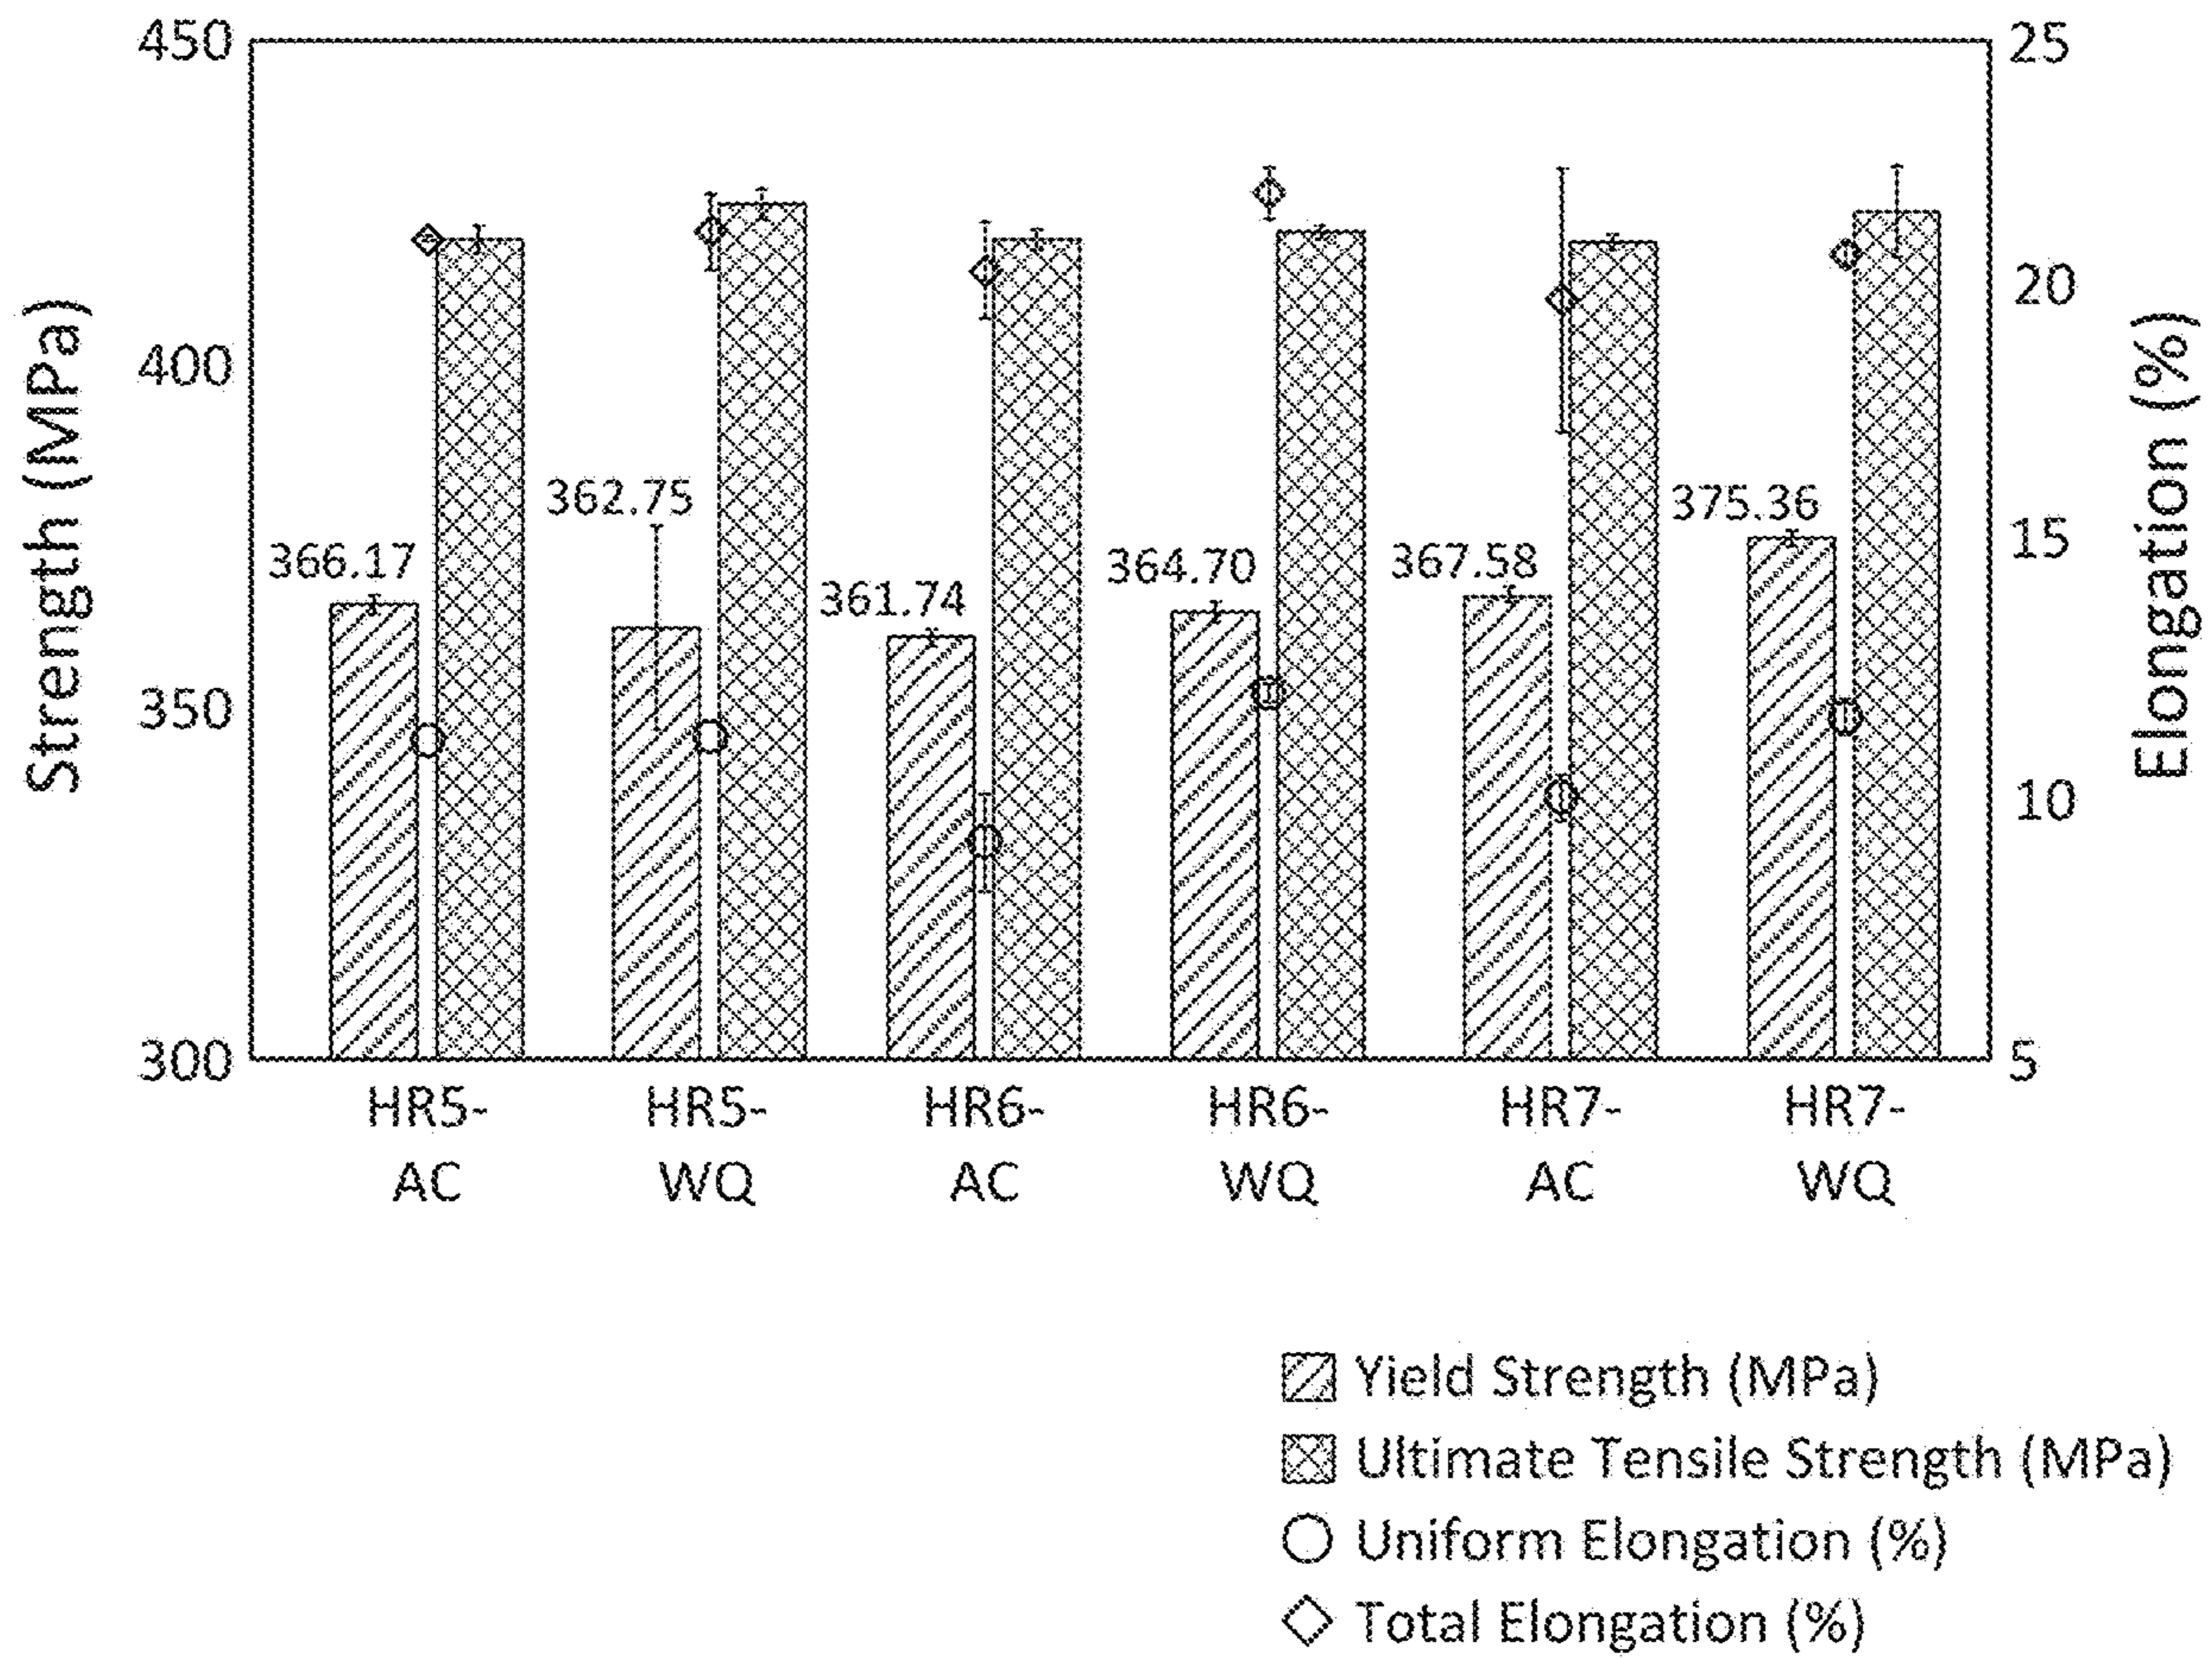 450
25
400
20
350
15
10
300
5
Strength (MPa)
Elongation (%)
366.17
362.75
361.74
364.70
367.58
375.36
HR5-
AC
HR5-
WQ
HR6-
AC
HR6-
WQ
HR7-
AC
HR7-
WQ
Yield Strength (MPa)
Ultimate Tensile Strength (MPa)
Uniform Elongation (%)
Total Elongation (%)